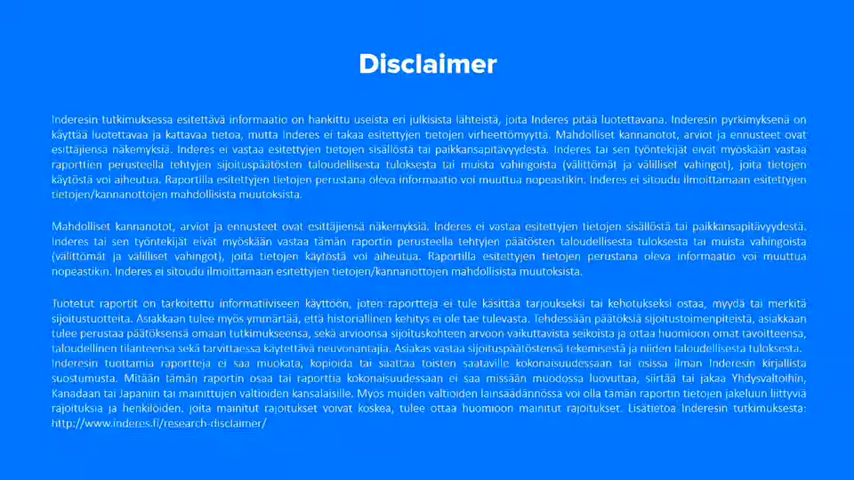 Disclaimer
Inderesin tutkimuksessa esitettävä informaatio on hankittu useista eri julkisista lähteistä, joita Inderes pitää luotettavana. Inderesin pyrkimyksenä on
käyttää luotettavaa ja kattavaa tietoa, mutta Inderes ei takaa esitettyjen tietojen virheettömyyttä. Mahdolliset kannanotot, arviot ja ennusteet ovat
esittäjiensä näkemyksiä. Inderes ei vastaa esitettyjen tietojen sisällöstä tai paikkansapitävyydestä. Inderes tai sen työntekijät eivät myöskään vastaa
raporttien perusteella tehtyjen sijoituspäätösten taloudellisesta tuloksesta tai muista vahingoista (välittömät ja välilliset vahingot), joita tietojen
käytöstä voi aiheutua. Raportilla esitettyjen tietojen perustana oleva informaatio voi muuttua nopeastikin. Inderes ei sitoudu ilmoittamaan esitettyjen
tietojen/kannanottojen mahdollisista muutoksista.
Mahdolliset kannanotot, arviot ja ennusteet ovat esittäjiensä näkemyksiä. Inderes ei vastaa esitettyjen tietojen sisällöstä tai paikkansapitävyydestä.
Inderes tai sen työntekijät eivät myöskään vastaa tämän raportin perusteella tehtyjen päätösten taloudellisesta tuloksesta tai muista vahingoista
(välittömät ja välilliset vahingot), joita tietojen käytöstä voi aiheutua. Raportilla esitettyjen tietojen perustana oleva informaatio voi muuttua
nopeastikin. Inderes ei sitoudu ilmoittamaan esitettyjen tietojen/kannanottojen mahdollisista muutoksista.
Tuotetut raportit on tarkoitettu informatiiviseen käyttöön, joten raportteja ei tule käsittää tarjoukseksi tai kehotukseksi ostaa, myydä tai merkitä
sijoitustuotteita. Asiakkaan tulee myös ymmärtää, että historiallinen kehitys ei ole tae tulevasta. Tehdessään päätöksiä sijoitustoimenpiteistä, asiakkaan
tulee perustaa päätöksensä omaan tutkimukseensa, sekä arvioonsa sijoituskohteen arvoon vaikuttavista seikoista ja ottaa huomioon omat tavoitteensa,
taloudellinen tilanteensa sekä tarvittaessa käytettävä neuvonantajia. Asiakas vastaa sijoituspäätöstensä tekemisestä ja niiden taloudellisesta tuloksesta.
Inderesin tuottamia raportteja ei saa muokata, kopioida tai saattaa toisten saataville kokonaisuudessaan tai osissa ilman Inderesin kirjallista
suostumusta. Mitään tämän raportin osaa tai raporttia kokonaisuudessaan ei saa missään muodossa luovuttaa, siirtää tai jakaa Yhdysvaltoihin,
Kanadaan tai Japaniin tai mainittujen valtioiden kansalaisille. Myös muiden valtioiden lainsäädännössä voi olla tämän raportin tietojen jakeluun liittyviä
rajoituksia ja henkilöiden, joita mainitut rajoitukset voivat koskea, tulee ottaa huomioon mainitut rajoitukset. Lisätietoa Inderesin tutkimuksesta:
http://www.inderes.fi/research-disclaimer/